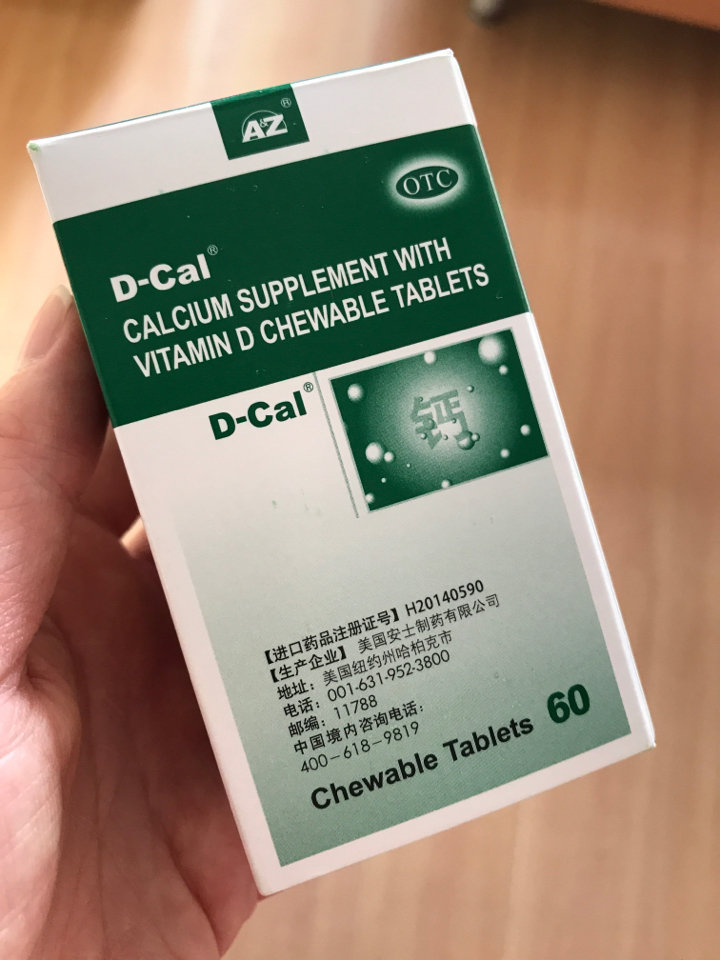 A&Z®
OTC
D-Cal®
CALCIUM SUPPLEMENT WITH
VITAMIN D CHEWABLE TABLETS
D-Cal®
钙
【进口药品注册证号】H20140590
【生产企业】 美国安士制药有限公司
地址：美国纽约州哈柏克市
电话：001-631-952-3800
邮编：11788
中国境内咨询电话：
400－618－9819
Chewable Tablets 60